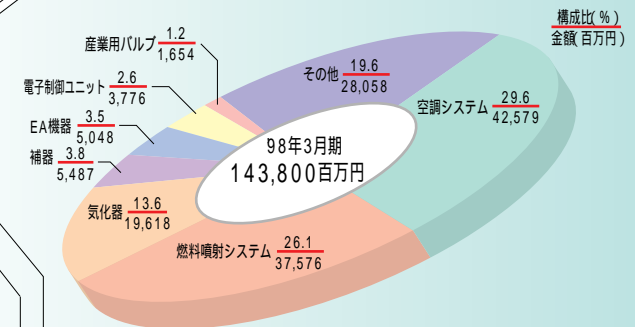 構成比(%)
金額(百万円)
産業用バルブ 1.2
1,654
電子制御ユニット 2.6
3,776
EA機器 3.5
5,048
補器 3.8
5,487
気化器 13.6
19,618
燃料噴射システム 26.1
37,576
空調システム 29.6
42,579
その他 19.6
28,058
98年3月期
143,800百万円